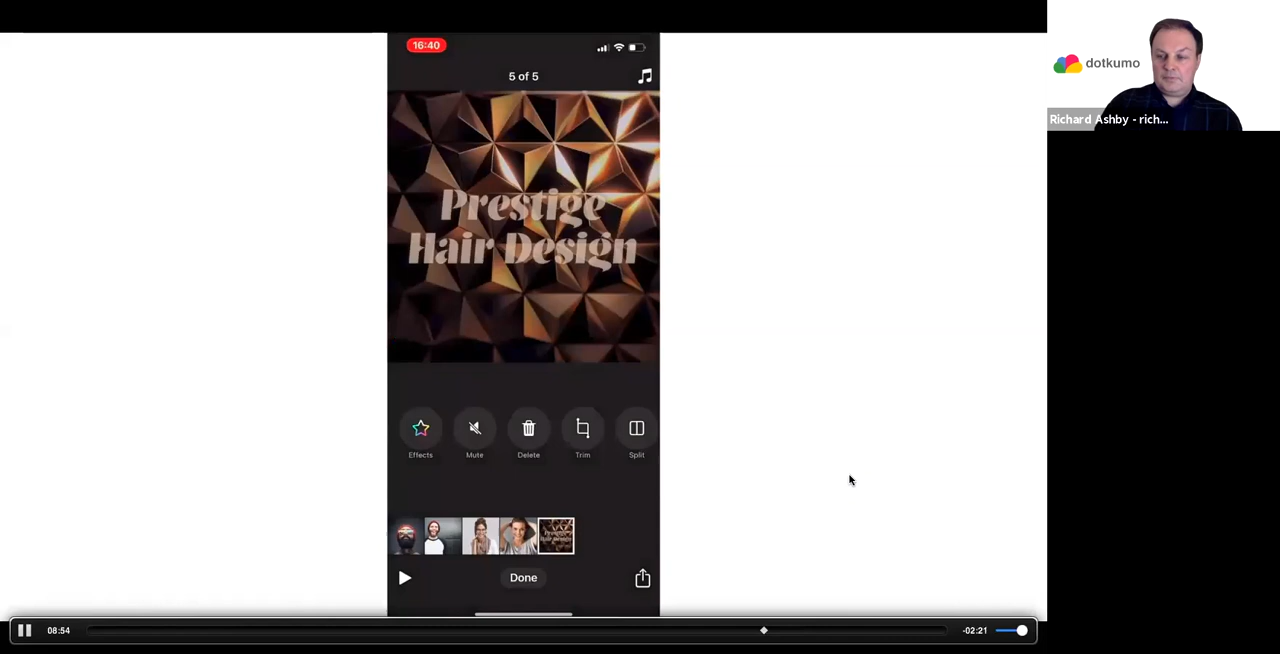 16:40
5 of 5
Prestige
Hair Design
Effects
Mute
Delete
Trim
Split
Done
08:54
-02:21
dotkumo
Richard Ashby - rich...